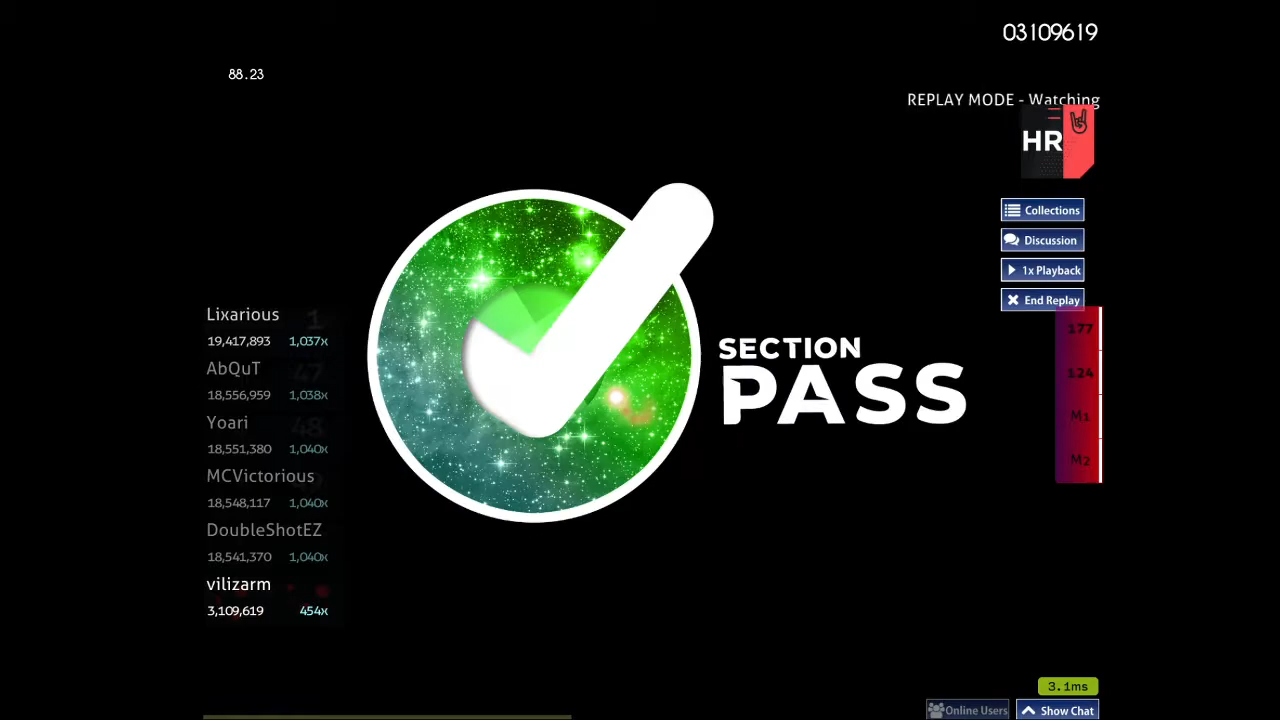 03109619
88.23
REPLAY MODE - Watching
HR
Collections
Discussion
1x Playback
End Replay
Lixarious 1
19,417,893 1,037x
AbQuT 47
18,556,959 1,038x
Yoari 48
18,551,380 1,040x
MCVictorious
18,548,117 1,040x
DoubleShotEZ
18,541,370 1,040x
vilizarm
3,109,619 454x
SECTION
PASS
177
124
M1
M2
3.1ms
Online Users
Show Chat